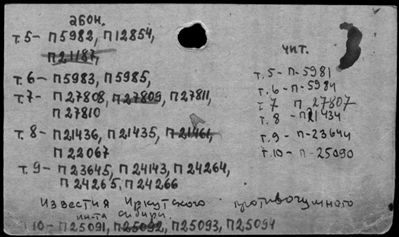 абон.
т.5- П5982, П12854,
П21187,
т.6- П5983, П5985,
т.7- П27808, П27809, П27811,
П27810
т.8- П21436, П21435, П21461,
П22067
т.9- П23645, П24143, П24264,
П24265, П24266
Известия Иркутского противочумного
ин-та Сибири.
т.10- П25091, П25092, П25093, П25094
чит.
т.5- П-5981
т.6- П-5984
т.7 П-27807
т.8 - П21434
т.9- П-23644
т.10- П-25090